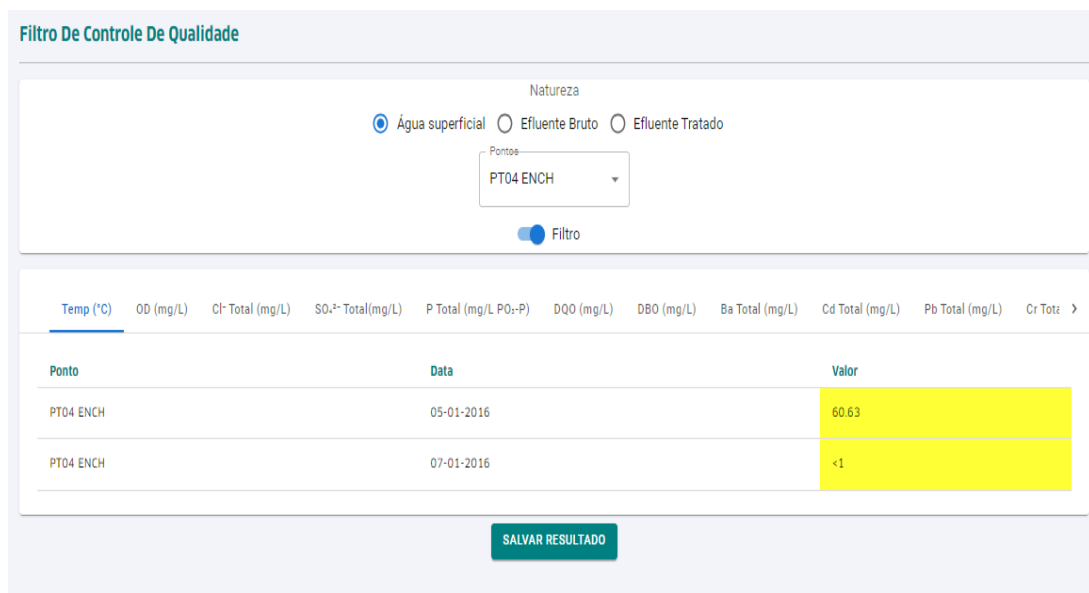 Filtro De Controle De Qualidade
Natureza
Água superficial Efluente Bruto Efluente Tratado
Pontos
PT04 ENCH
Filtro
Temp (°C) OD (mg/L) Cl⁻ Total (mg/L) SO₄²⁻ Total(mg/L) P Total (mg/L PO₂-P) DQO (mg/L) DBO (mg/L) Ba Total (mg/L) Cd Total (mg/L) Pb Total (mg/L) Cr Tota
Ponto Data Valor
PT04 ENCH 05-01-2016 60.63
PT04 ENCH 07-01-2016 <1
SALVAR RESULTADO